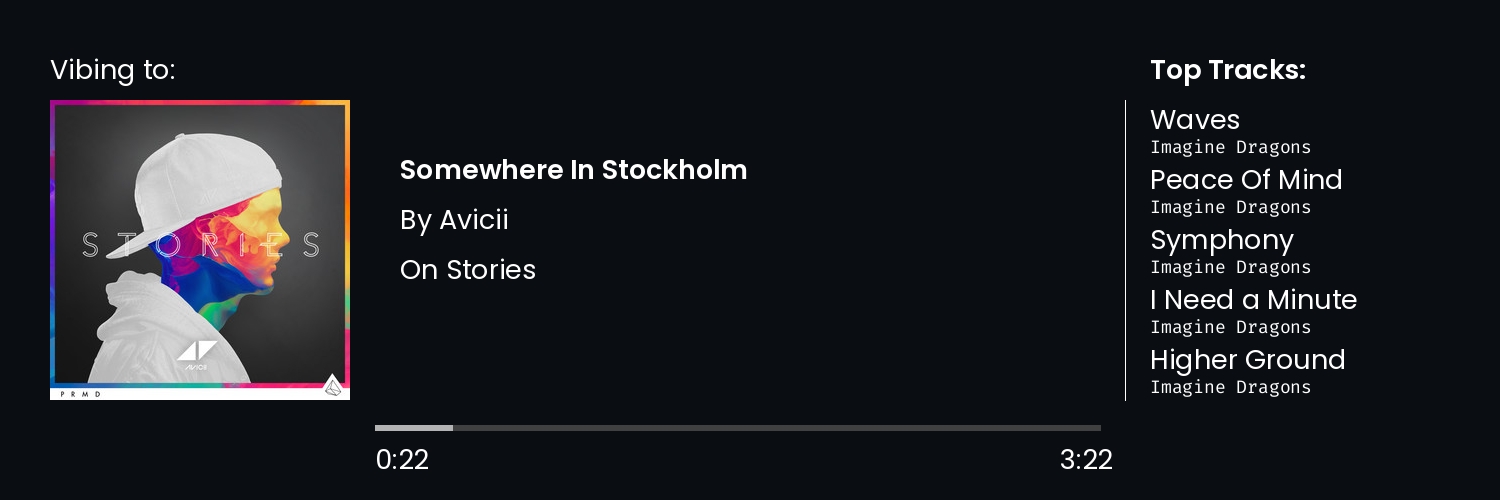 Vibing to:
STORIES
AVICII
PRMD
Somewhere In Stockholm
By Avicii
On Stories
0:22
3:22
Top Tracks:
Waves
Imagine Dragons
Peace Of Mind
Imagine Dragons
Symphony
Imagine Dragons
I Need a Minute
Imagine Dragons
Higher Ground
Imagine Dragons